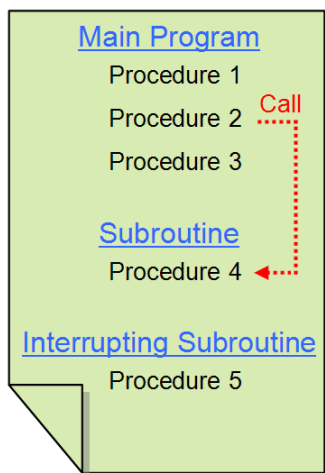 Main Program
Procedure 1
Procedure 2
Call
Procedure 3
Subroutine
Procedure 4
Interrupting Subroutine
Procedure 5